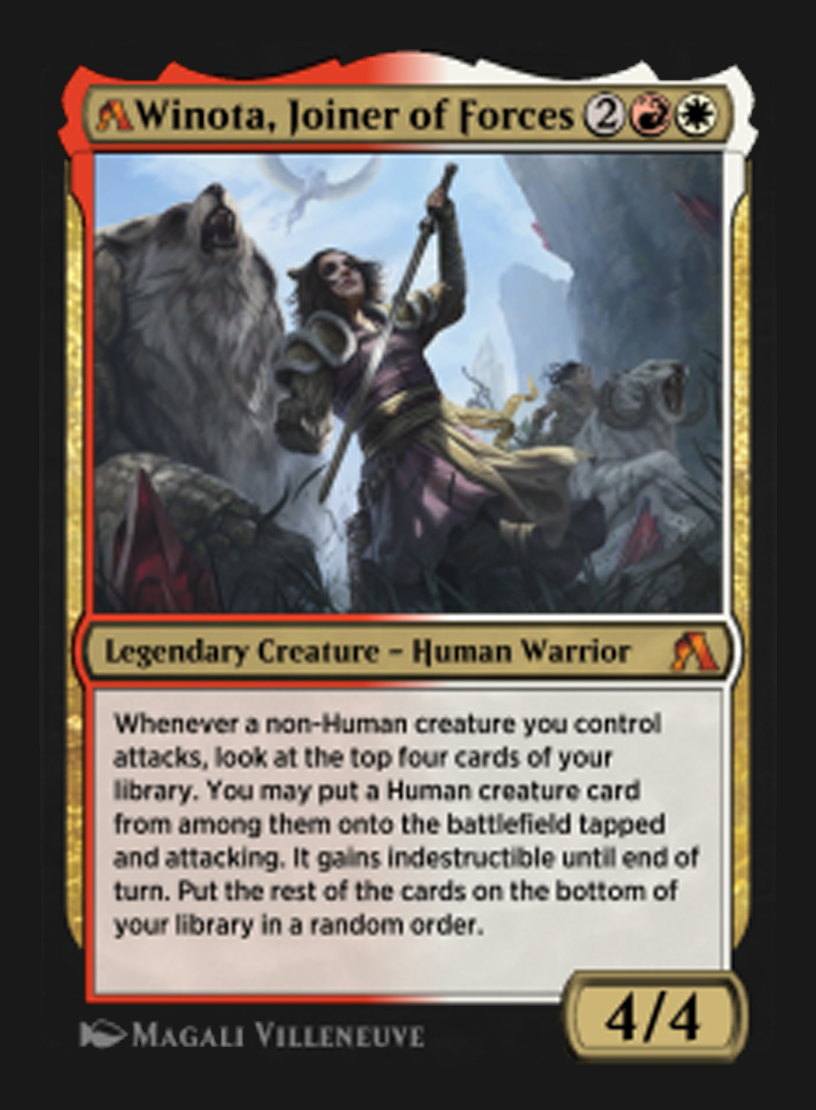 Winota, Joiner of Forces 2
Legendary Creature – Human Warrior
Whenever a non-Human creature you control
attacks, look at the top four cards of your
library. You may put a Human creature card
from among them onto the battlefield tapped
and attacking. It gains indestructible until end of
turn. Put the rest of the cards on the bottom of
your library in a random order.
4/4
Magali Villeneuve